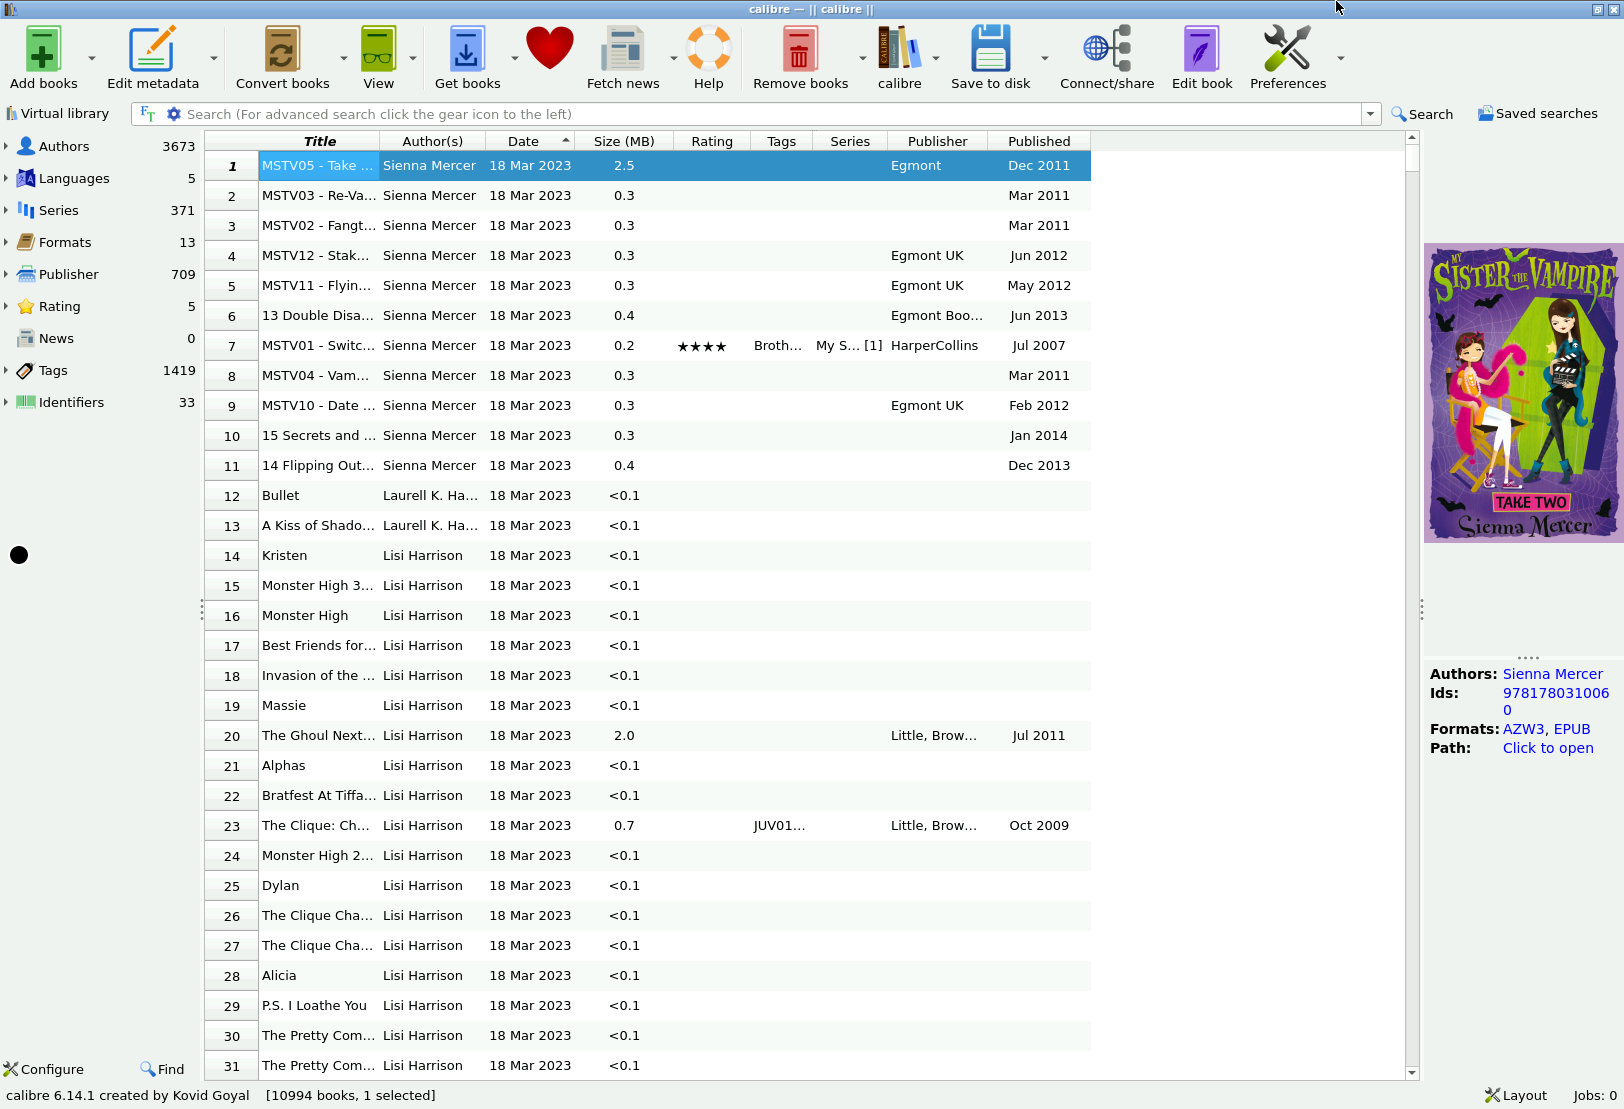 calibre — || calibre ||
Add books
Edit metadata
Convert books
View
Get books
Fetch news
Help
Remove books
calibre
Save to disk
Connect/share
Edit book
Preferences
Virtual library
Search (For advanced search click the gear icon to the left)
Search
Saved searches
Authors 3673
Languages 5
Series 371
Formats 13
Publisher 709
Rating 5
News 0
Tags 1419
Identifiers 33
Title Author(s) Date Size (MB) Rating Tags Series Publisher Published
1 MSTV05 - Take ... Sienna Mercer 18 Mar 2023 2.5 Egmont Dec 2011
2 MSTV03 - Re-Va... Sienna Mercer 18 Mar 2023 0.3 Mar 2011
3 MSTV02 - Fangt... Sienna Mercer 18 Mar 2023 0.3 Mar 2011
4 MSTV12 - Stak... Sienna Mercer 18 Mar 2023 0.3 Egmont UK Jun 2012
5 MSTV11 - Flyin... Sienna Mercer 18 Mar 2023 0.3 Egmont UK May 2012
6 13 Double Disa... Sienna Mercer 18 Mar 2023 0.4 Egmont Boo... Jun 2013
7 MSTV01 - Switc... Sienna Mercer 18 Mar 2023 0.2 ★★★★ Broth... My S... [1] HarperCollins Jul 2007
8 MSTV04 - Vam... Sienna Mercer 18 Mar 2023 0.3 Mar 2011
9 MSTV10 - Date ... Sienna Mercer 18 Mar 2023 0.3 Egmont UK Feb 2012
10 15 Secrets and ... Sienna Mercer 18 Mar 2023 0.3 Jan 2014
11 14 Flipping Out... Sienna Mercer 18 Mar 2023 0.4 Dec 2013
12 Bullet Laurell K. Ha... 18 Mar 2023 <0.1
13 A Kiss of Shado... Laurell K. Ha... 18 Mar 2023 <0.1
14 Kristen Lisi Harrison 18 Mar 2023 <0.1
15 Monster High 3... Lisi Harrison 18 Mar 2023 <0.1
16 Monster High Lisi Harrison 18 Mar 2023 <0.1
17 Best Friends for... Lisi Harrison 18 Mar 2023 <0.1
18 Invasion of the ... Lisi Harrison 18 Mar 2023 <0.1
19 Massie Lisi Harrison 18 Mar 2023 <0.1
20 The Ghoul Next... Lisi Harrison 18 Mar 2023 2.0 Little, Brow... Jul 2011
21 Alphas Lisi Harrison 18 Mar 2023 <0.1
22 Bratfest At Tiffa... Lisi Harrison 18 Mar 2023 <0.1
23 The Clique: Ch... Lisi Harrison 18 Mar 2023 0.7 JUV01... Little, Brow... Oct 2009
24 Monster High 2... Lisi Harrison 18 Mar 2023 <0.1
25 Dylan Lisi Harrison 18 Mar 2023 <0.1
26 The Clique Cha... Lisi Harrison 18 Mar 2023 <0.1
27 The Clique Cha... Lisi Harrison 18 Mar 2023 <0.1
28 Alicia Lisi Harrison 18 Mar 2023 <0.1
29 P.S. I Loathe You Lisi Harrison 18 Mar 2023 <0.1
30 The Pretty Com... Lisi Harrison 18 Mar 2023 <0.1
31 The Pretty Com... Lisi Harrison 18 Mar 2023 <0.1
MY
SISTER THE VAMPIRE
TAKE TWO
Sienna Mercer
Authors: Sienna Mercer
Ids: 978178031006
0
Formats: AZW3, EPUB
Path: Click to open
Configure
Find
calibre 6.14.1 created by Kovid Goyal [10994 books, 1 selected]
Layout
Jobs: 0